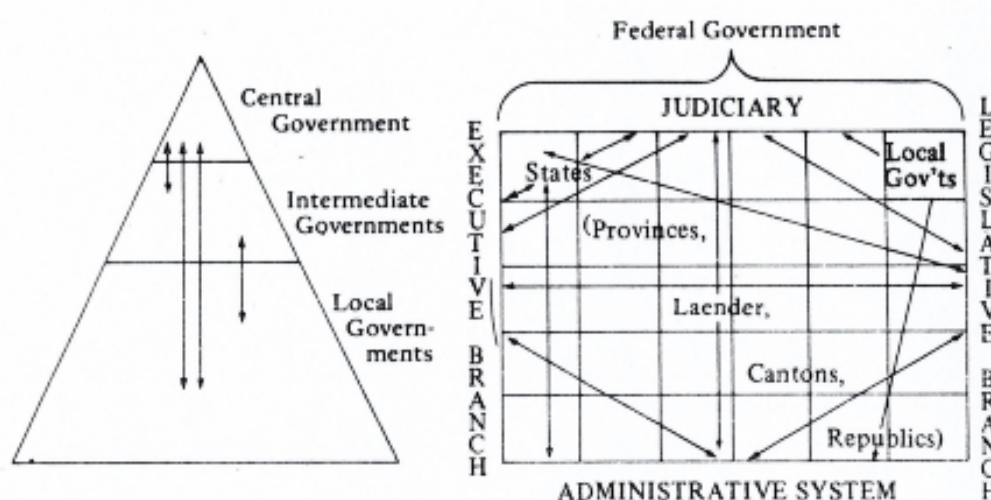 Central
Government
Intermediate
Governments
Local
Govern-
ments
Federal Government
JUDICIARY
EXECUTIVE BRANCH
States
Local
Gov'ts
(Provinces,
Laender,
Cantons,
Republics)
LEGISLATIVE BRANCH
ADMINISTRATIVE SYSTEM